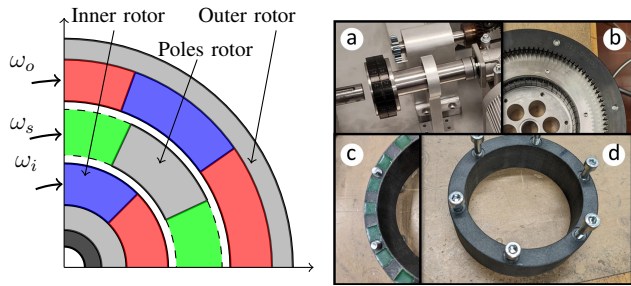 Inner rotor
Outer rotor
Poles rotor
ω_o
ω_s
ω_i
a
b
c
d